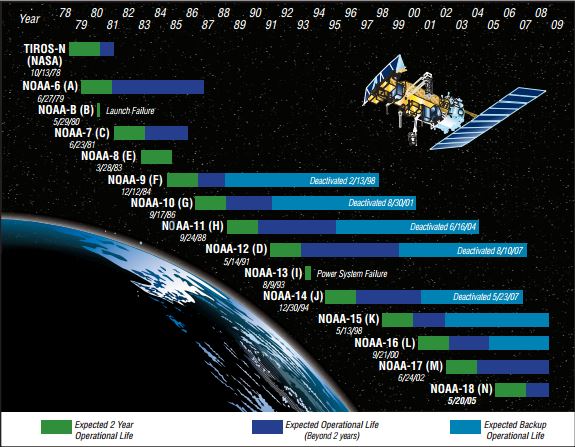 Year 78 80 82 84 86 88 90 92 94 96 98 00 02 04 06 08
79 81 83 85 87 89 91 93 95 97 99 01 03 05 07 09
TIROS-N
(NASA)
10/13/78
NOAA-6 (A)
6/27/79
NOAA-B (B) Launch Failure
5/29/80
NOAA-7 (C)
6/23/81
NOAA-8 (E)
3/28/83
NOAA-9 (F) Deactivated 2/13/98
12/12/84
NOAA-10 (G) Deactivated 8/30/01
9/17/86
NOAA-11 (H) Deactivated 6/16/04
9/24/88
NOAA-12 (D) Deactivated 8/10/07
5/14/91
NOAA-13 (I) Power System Failure
8/9/93
NOAA-14 (J) Deactivated 5/23/07
12/30/94
NOAA-15 (K)
5/13/98
NOAA-16 (L)
9/21/00
NOAA-17 (M)
6/24/02
NOAA-18 (N)
5/20/05
Expected 2 Year
Operational Life
Expected Operational Life
(Beyond 2 years)
Expected Backup
Operational Life